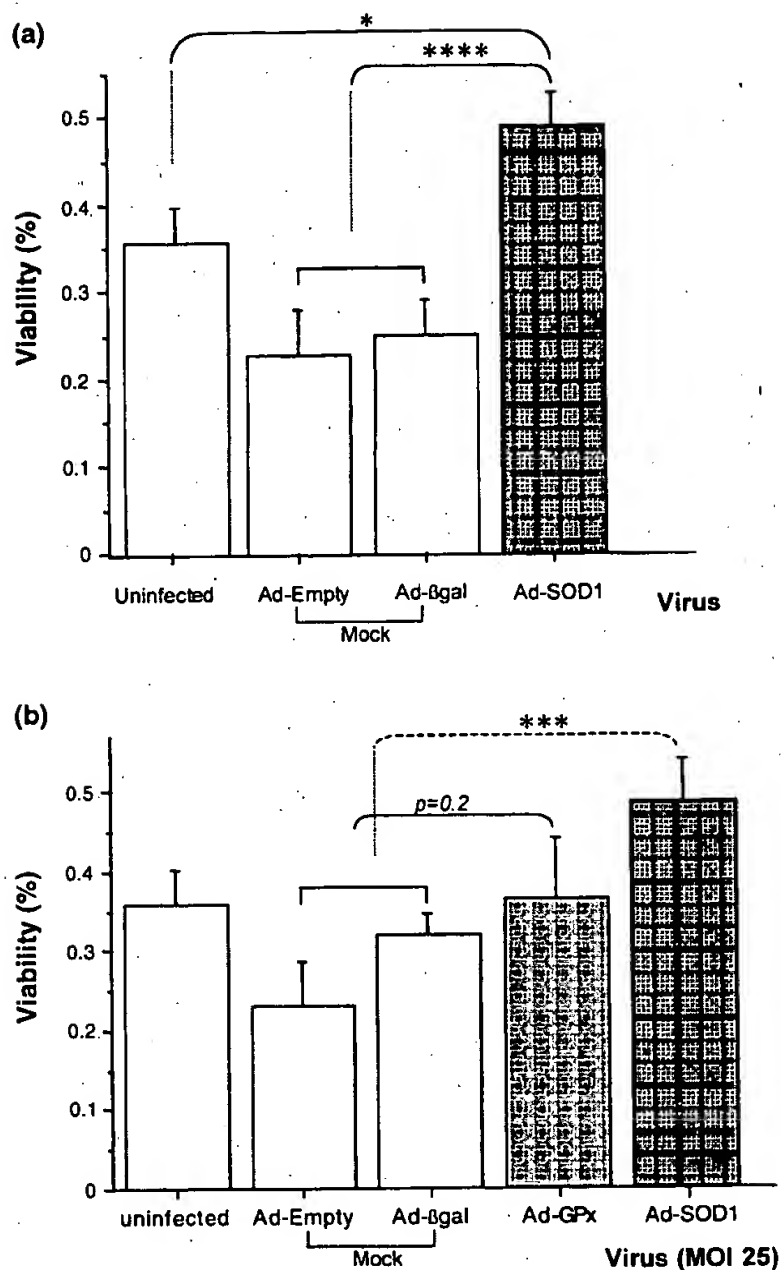 (a)
*
****
Viability (%)
0.5
0.4
0.3
0.2
0.1
0
Uninfected Ad-Empty Ad-βgal Ad-SOD1 Virus
Mock
(b)
***
p=0.2
Viability (%)
0.5
0.4
0.3
0.2
0.1
0
uninfected Ad-Empty Ad-βgal Ad-GPx Ad-SOD1
Mock Virus (MOI 25)